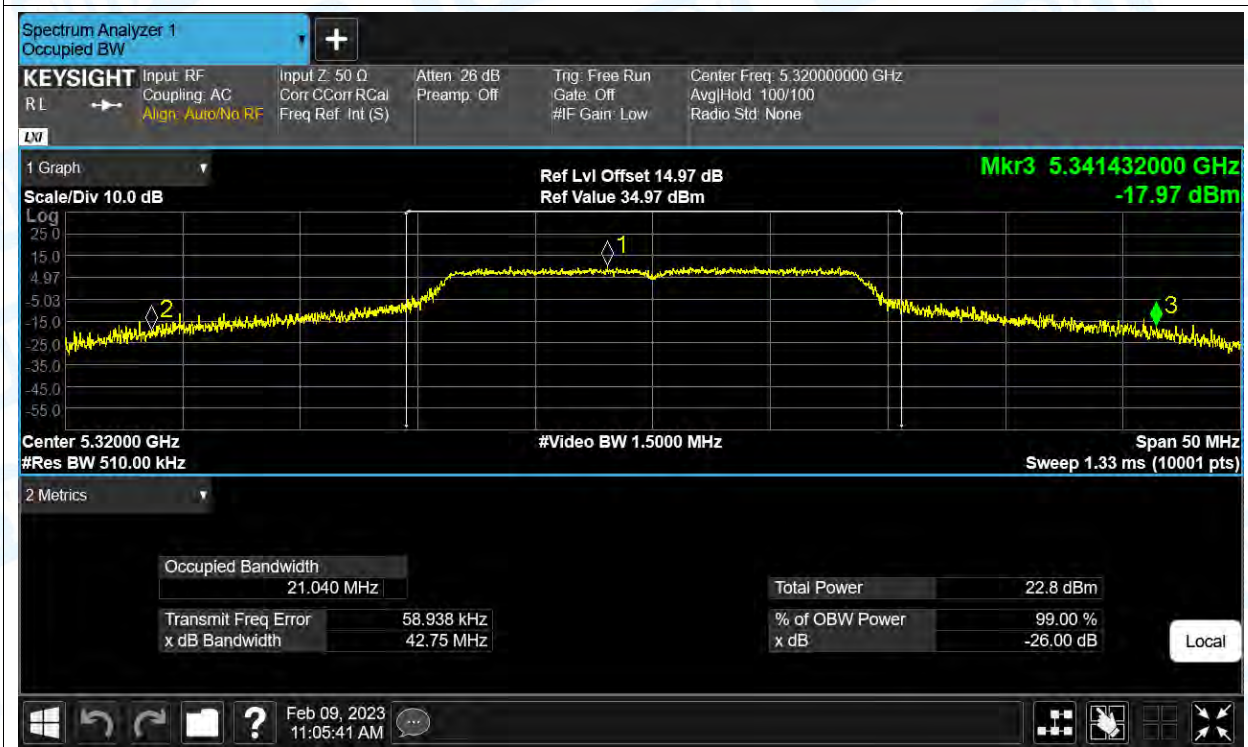 Spectrum Analyzer 1
Occupied BW
+
KEYSIGHT
RL
LXI
Input: RF
Coupling: AC
Align: Auto/No RF
Input Z: 50 Ω
Corr CCorr RCal
Freq Ref: Int (S)
Atten: 26 dB
Preamp: Off
Trig: Free Run
Gate: Off
#IF Gain: Low
Center Freq: 5.320000000 GHz
Avg|Hold: 100/100
Radio Std: None
1 Graph
Scale/Div 10.0 dB
Ref Lvl Offset 14.97 dB
Ref Value 34.97 dBm
Mkr3 5.341432000 GHz
-17.97 dBm
Log
25.0
15.0
4.97
-5.03
-15.0
-25.0
-35.0
-45.0
-55.0
1
2
3
Center 5.32000 GHz
#Res BW 510.00 kHz
#Video BW 1.5000 MHz
Span 50 MHz
Sweep 1.33 ms (10001 pts)
2 Metrics
Occupied Bandwidth
21.040 MHz
Transmit Freq Error 58.938 kHz
x dB Bandwidth 42.75 MHz
Total Power 22.8 dBm
% of OBW Power 99.00 %
x dB -26.00 dB
Local
?
Feb 09, 2023
11:05:41 AM